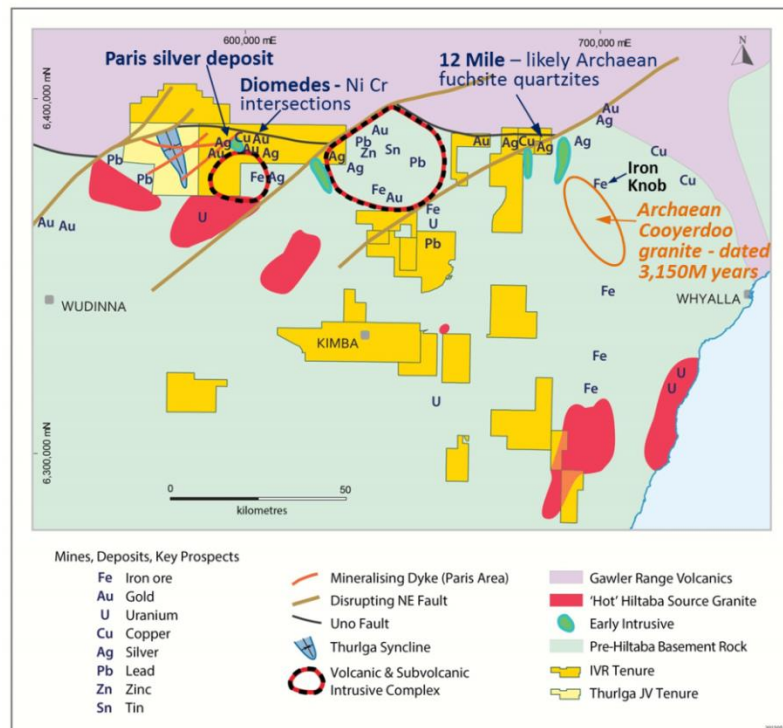 600,000 mE
700,000 mE
N
6,400,000 mN
6,300,000 mN
Paris silver deposit
Diomedes - Ni Cr
intersections
12 Mile – likely Archaean
fuchsite quartzites
Au
Ag
Cu
Cu
Fe
Iron
Knob
Archaean
Cooyerdoo
granite - dated
3,150M years
Pb
Pb
Ag
Cu
Au
Au
Au
Ag
Fe
Ag
U
Au
Au
Ag
Au
Pb
Zn
Sn
Ag
Pb
Fe
Au
Fe
U
Pb
Au
Ag
Cu
Ag
Ag
WUDINNA
KIMBA
WHYALLA
Fe
Fe
Fe
U
U
U
0
50
kilometres
Mines, Deposits, Key Prospects
Fe Iron ore
Au Gold
U Uranium
Cu Copper
Ag Silver
Pb Lead
Zn Zinc
Sn Tin
Mineralising Dyke (Paris Area)
Disrupting NE Fault
Uno Fault
Thurlga Syncline
Volcanic & Subvolcanic
Intrusive Complex
Gawler Range Volcanics
'Hot' Hiltaba Source Granite
Early Intrusive
Pre-Hiltaba Basement Rock
IVR Tenure
Thurlga JV Tenure